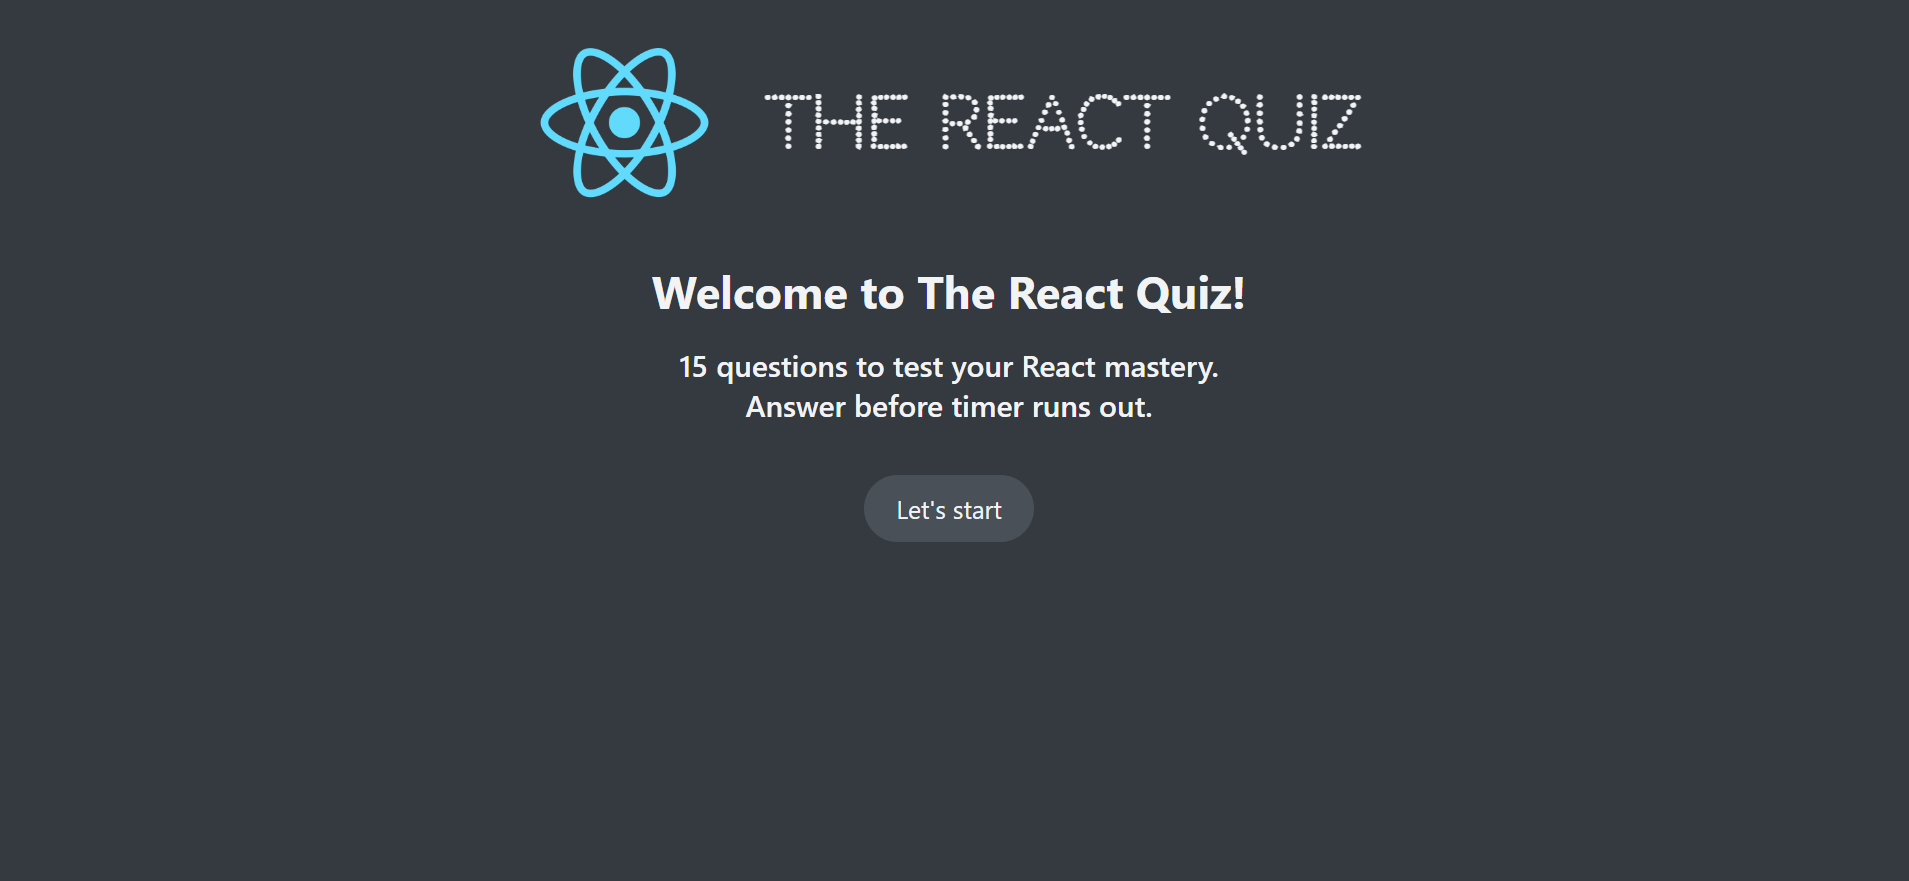 THE REACT QUIZ
Welcome to The React Quiz!
15 questions to test your React mastery.
Answer before timer runs out.
Let's start